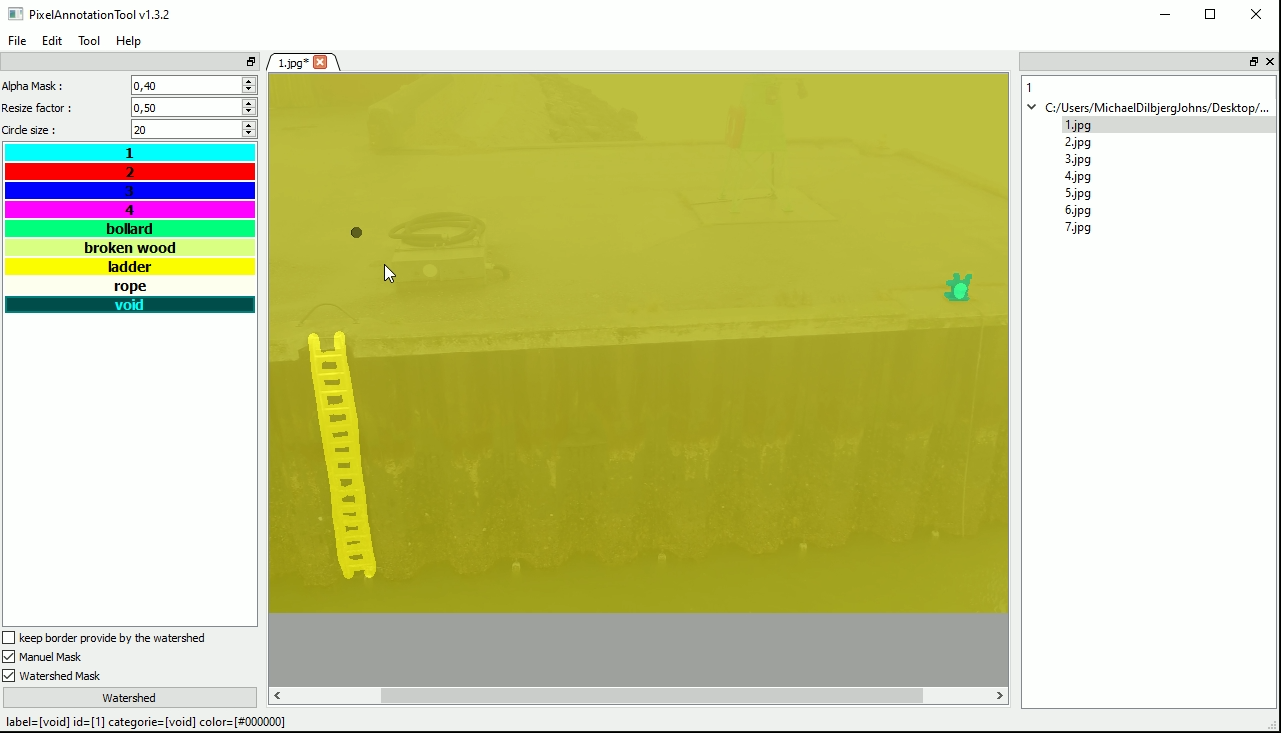 PixelAnnotationTool v1.3.2
File Edit Tool Help
1.jpg*
Alpha Mask : 0,40
Resize factor : 0,50
Circle size : 20
1
2
3
4
bollard
broken wood
ladder
rope
void
keep border provide by the watershed
Manuel Mask
Watershed Mask
Watershed
label=[void] id=[1] categorie=[void] color=[#000000]
1
C:/Users/MichaelDilbjergJohns/Desktop/...
1.jpg
2.jpg
3.jpg
4.jpg
5.jpg
6.jpg
7.jpg